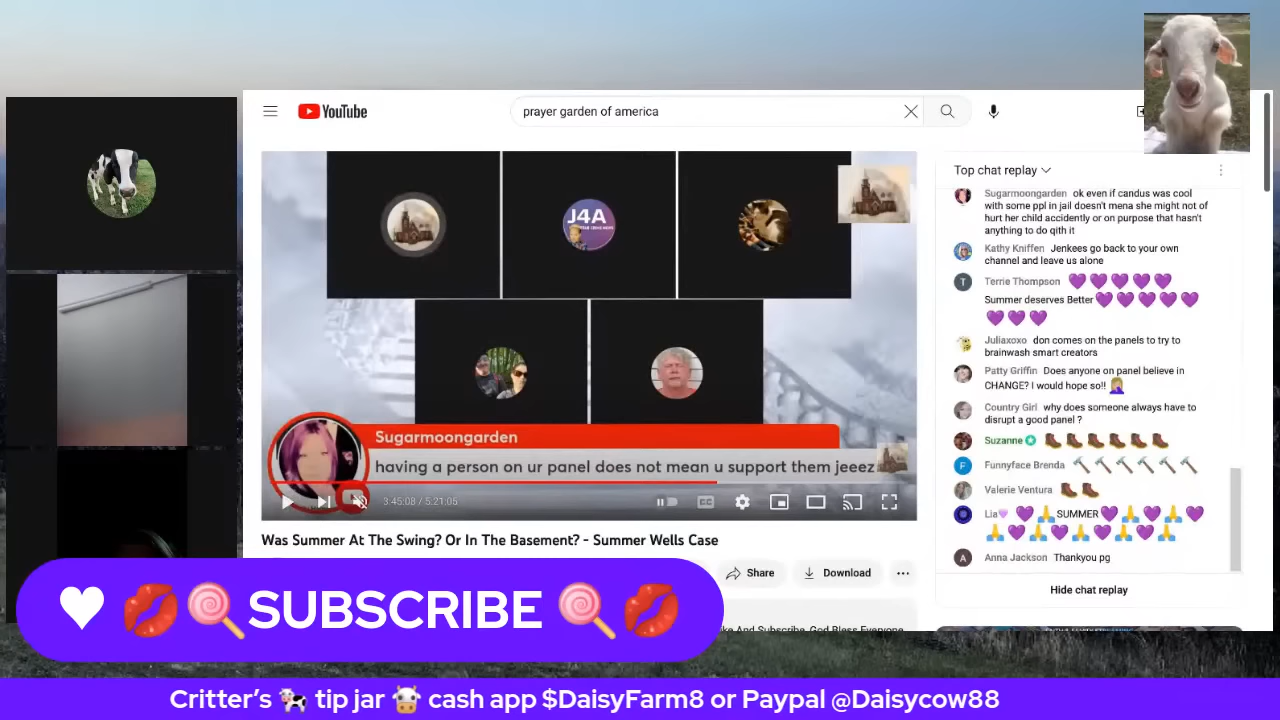 YouTube
prayer garden of america
J4A
Sugarmoongarden
having a person on ur panel does not mean u support them jeeez
3:45:08 / 5:21:05
CC
Was Summer At The Swing? Or In The Basement? - Summer Wells Case
Share
Download
And Subscribe. God Bless Everyone
Top chat replay
Sugarmoongarden ok even if candus was cool
with some ppl in jail doesn't mena she might not of
hurt her child accidently or on purpose that hasn't
anything to do qith it
Kathy Kniffen Jenkees go back to your own
channel and leave us alone
T
Terrie Thompson 💜💜💜💜💜
Summer deserves Better💜💜💜💜💜
💜💜💜
Juliaxoxo don comes on the panels to try to
brainwash smart creators
Patty Griffin Does anyone on panel believe in
CHANGE? I would hope so!! 🤦‍♀️
Country Girl why does someone always have to
disrupt a good panel ?
Suzanne 🥾🥾🥾🥾🥾🥾
F
Funnyface Brenda 🔨🔨🔨🔨🔨🔨
Valerie Ventura 🥾🥾
Lia💜 💜🙏SUMMER💜🙏💜🙏💜
🙏💜🙏💜🙏💜🙏💜🙏
A
Anna Jackson Thankyou pg
Hide chat replay
♥ 💋🍭SUBSCRIBE 🍭💋
Critter's 🐄 tip jar 🐮 cash app $DaisyFarm8 or Paypal @Daisycow88